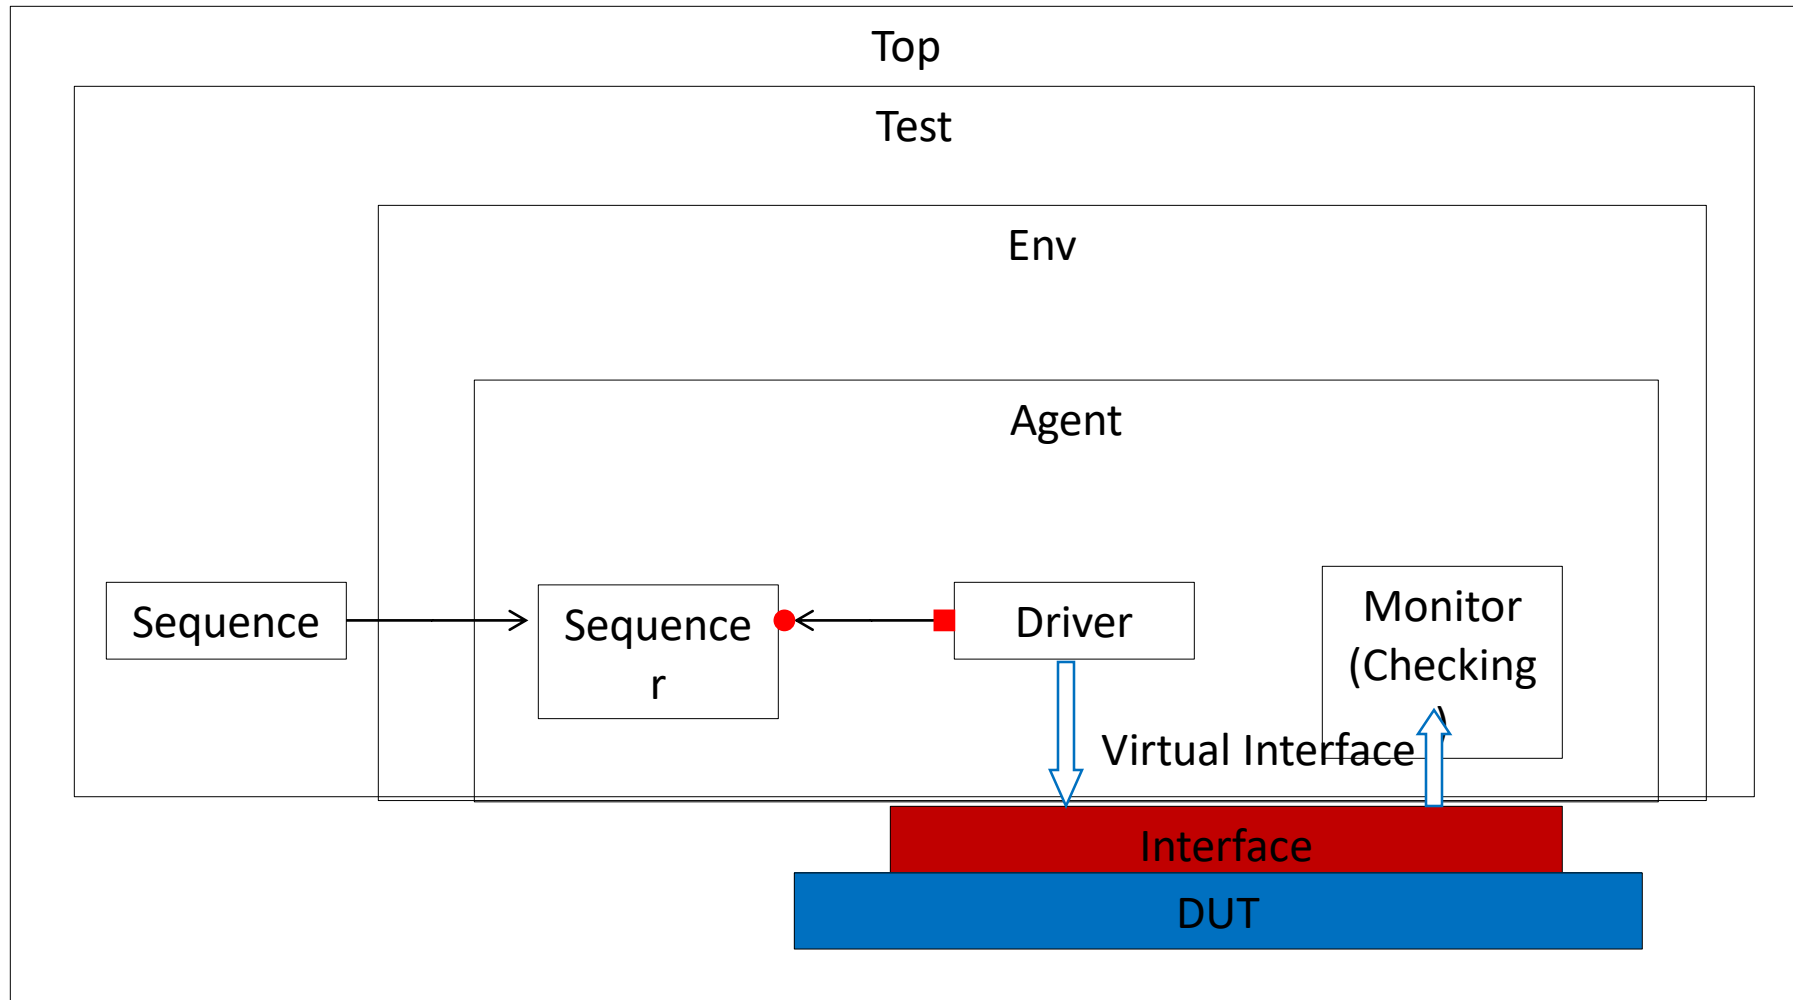 Top
Test
Env
Agent
Sequence
Sequence
r
Driver
Monitor
(Checking
)
Virtual Interface
Interface
DUT